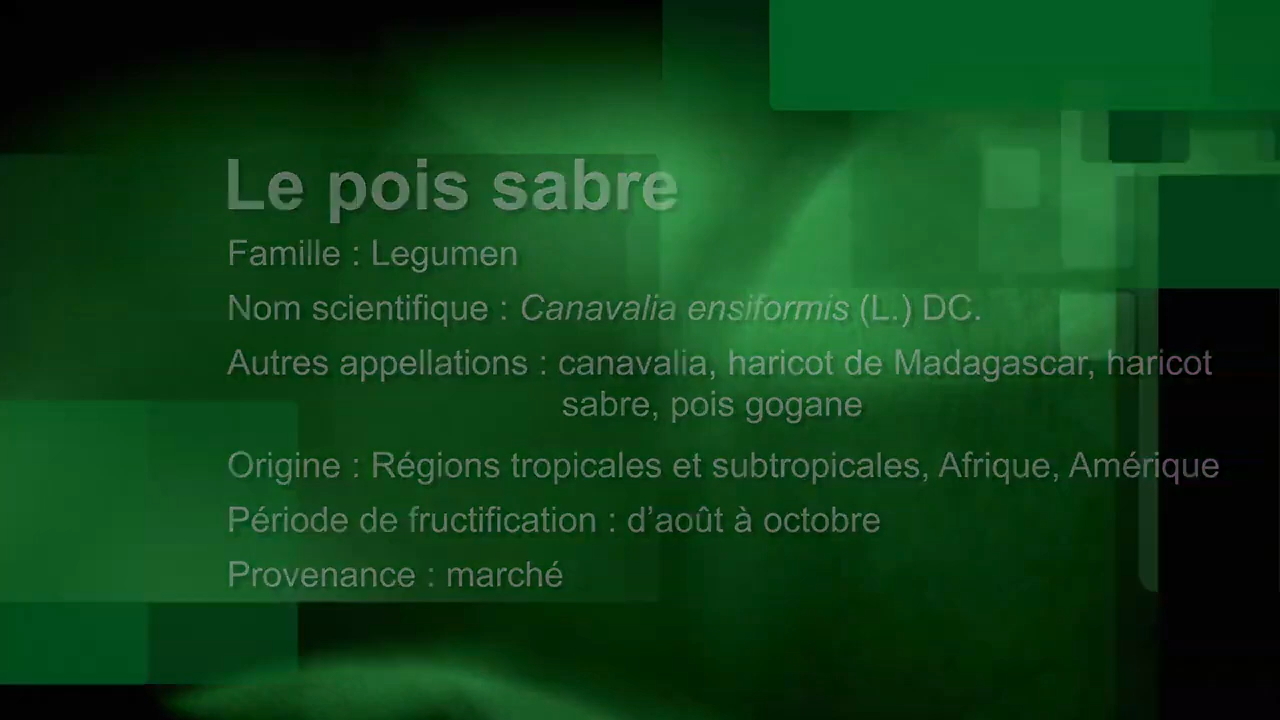 Le pois sabre
Famille : Legumen
Nom scientifique : Canavalia ensiformis (L.) DC.
Autres appellations : canavalia, haricot de Madagascar, haricot
sabre, pois gogane
Origine : Régions tropicales et subtropicales, Afrique, Amérique
Période de fructification : d’août à octobre
Provenance : marché